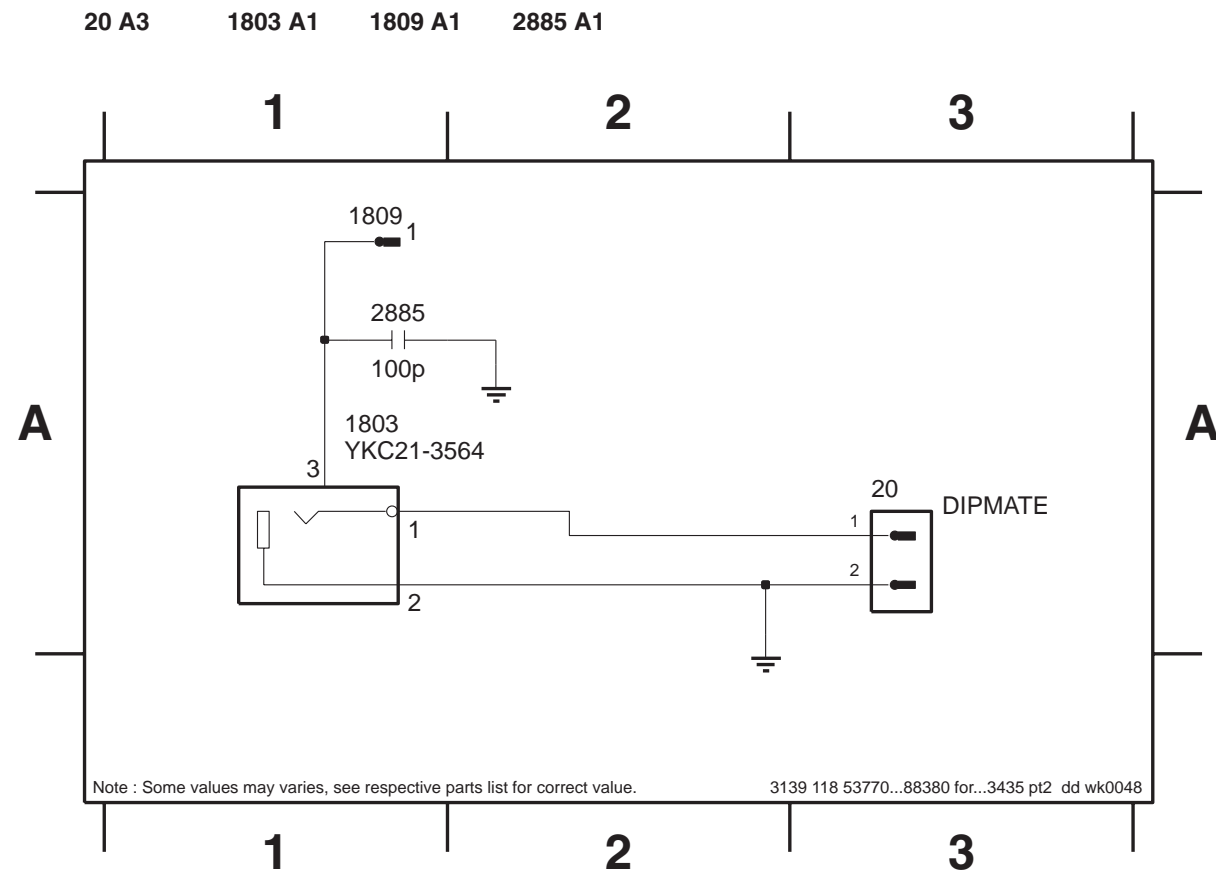 20 A3 1803 A1 1809 A1 2885 A1
1 2 3
1809
1
2885
100p
A A
1803
YKC21-3564
3
20
DIPMATE
1
1
2
2
Note : Some values may varies, see respective parts list for correct value. 3139 118 53770...88380 for...3435 pt2 dd wk0048
1 2 3